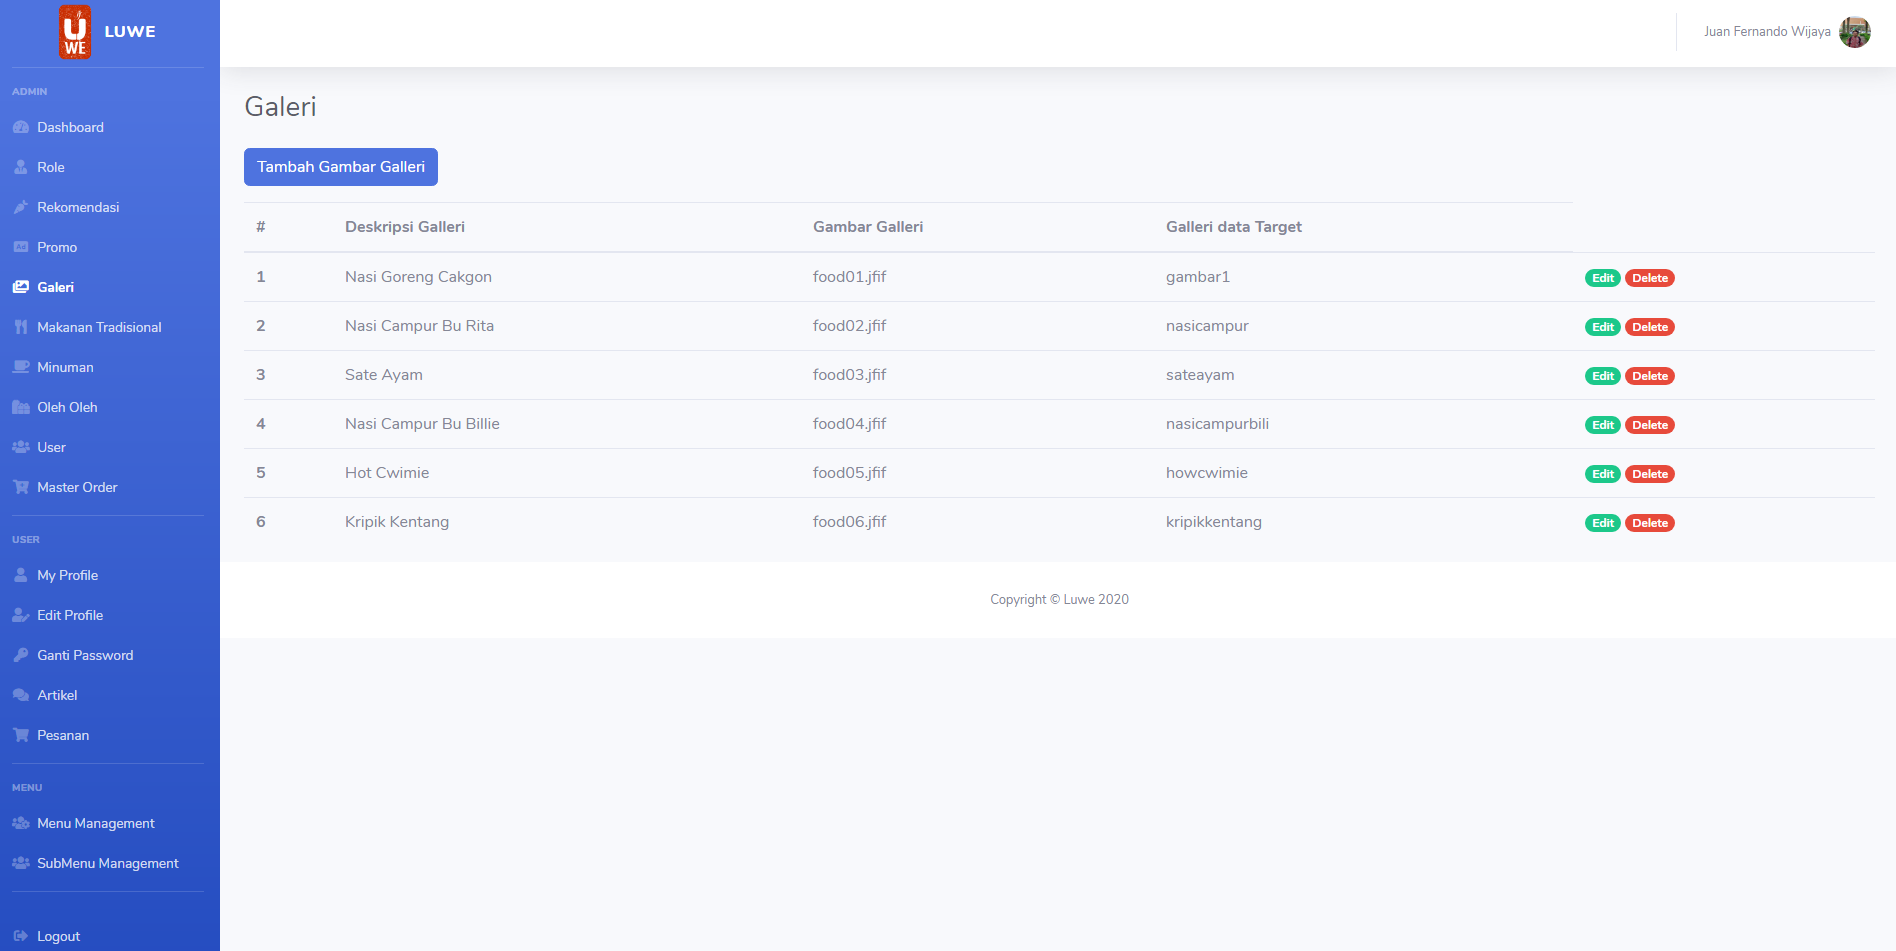 U
WE
LUWE
Juan Fernando Wijaya
ADMIN
Dashboard
Role
Rekomendasi
Ad
Promo
Galeri
Makanan Tradisional
Minuman
Oleh Oleh
User
Master Order
USER
My Profile
Edit Profile
Ganti Password
Artikel
Pesanan
MENU
Menu Management
SubMenu Management
Logout
Galeri
Tambah Gambar Galleri
# Deskripsi Galleri Gambar Galleri Galleri data Target
1 Nasi Goreng Cakgon food01.jfif gambar1 Edit Delete
2 Nasi Campur Bu Rita food02.jfif nasicampur Edit Delete
3 Sate Ayam food03.jfif sateayam Edit Delete
4 Nasi Campur Bu Billie food04.jfif nasicampurbili Edit Delete
5 Hot Cwimie food05.jfif howcwimie Edit Delete
6 Kripik Kentang food06.jfif kripikkentang Edit Delete
Copyright © Luwe 2020